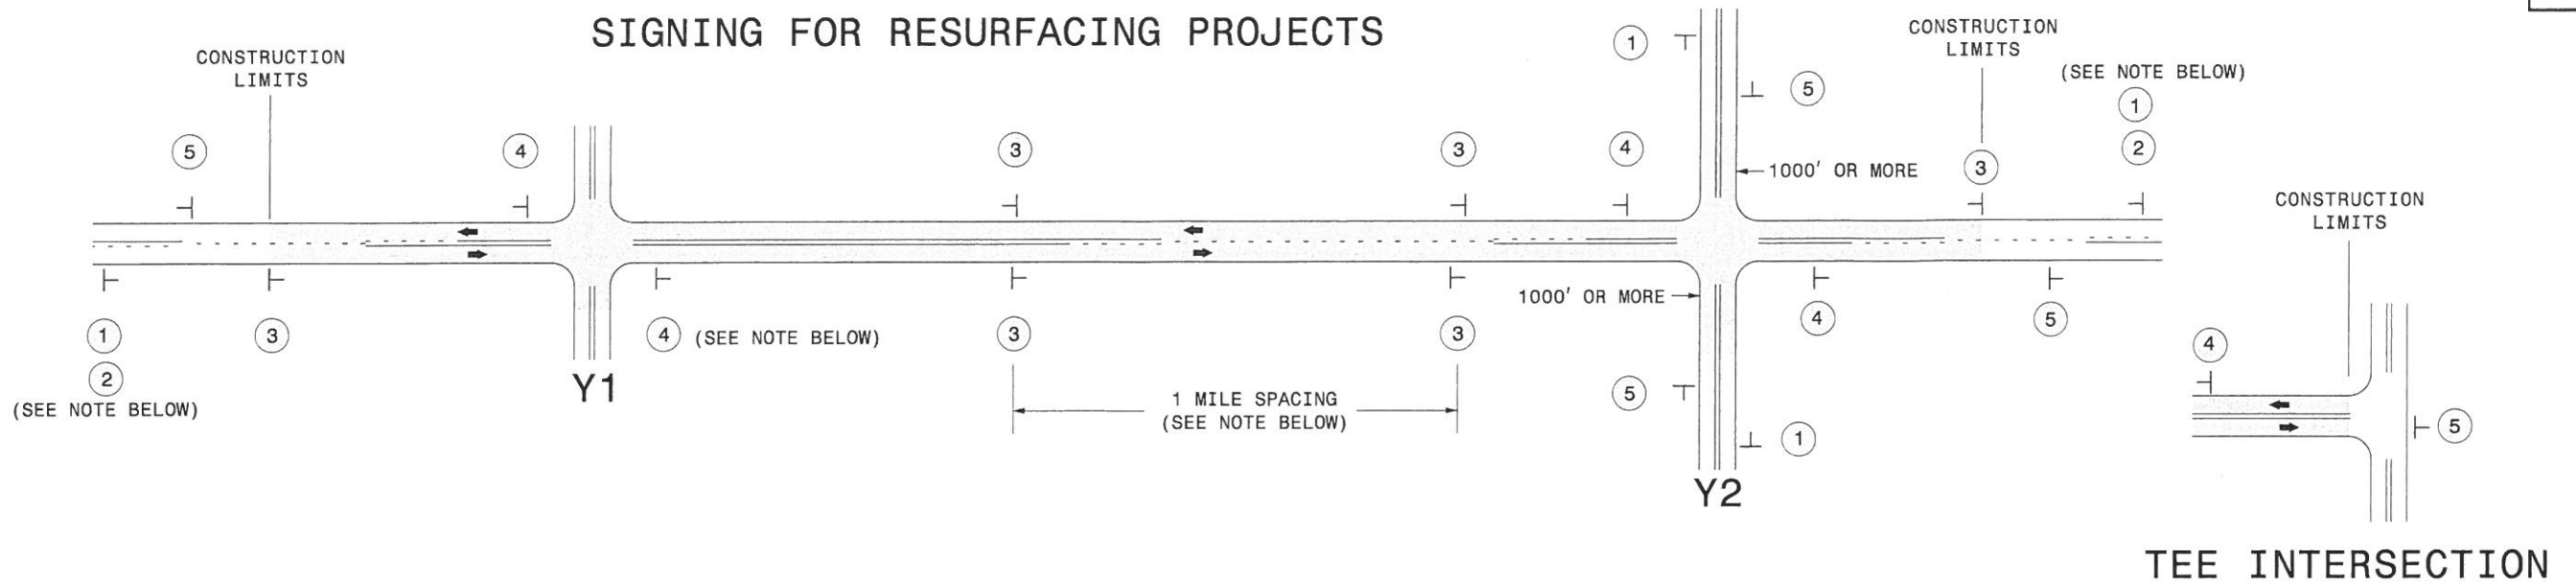 SIGNING FOR RESURFACING PROJECTS
CONSTRUCTION
LIMITS
5
4
3
3
4
1
5
1000' OR MORE
CONSTRUCTION
LIMITS
3
(SEE NOTE BELOW)
1
2
1
2
(SEE NOTE BELOW)
3
Y1
4 (SEE NOTE BELOW)
3
3
1 MILE SPACING
(SEE NOTE BELOW)
1000' OR MORE
5
1
Y2
4
5
CONSTRUCTION
LIMITS
4
5
TEE INTERSECTION